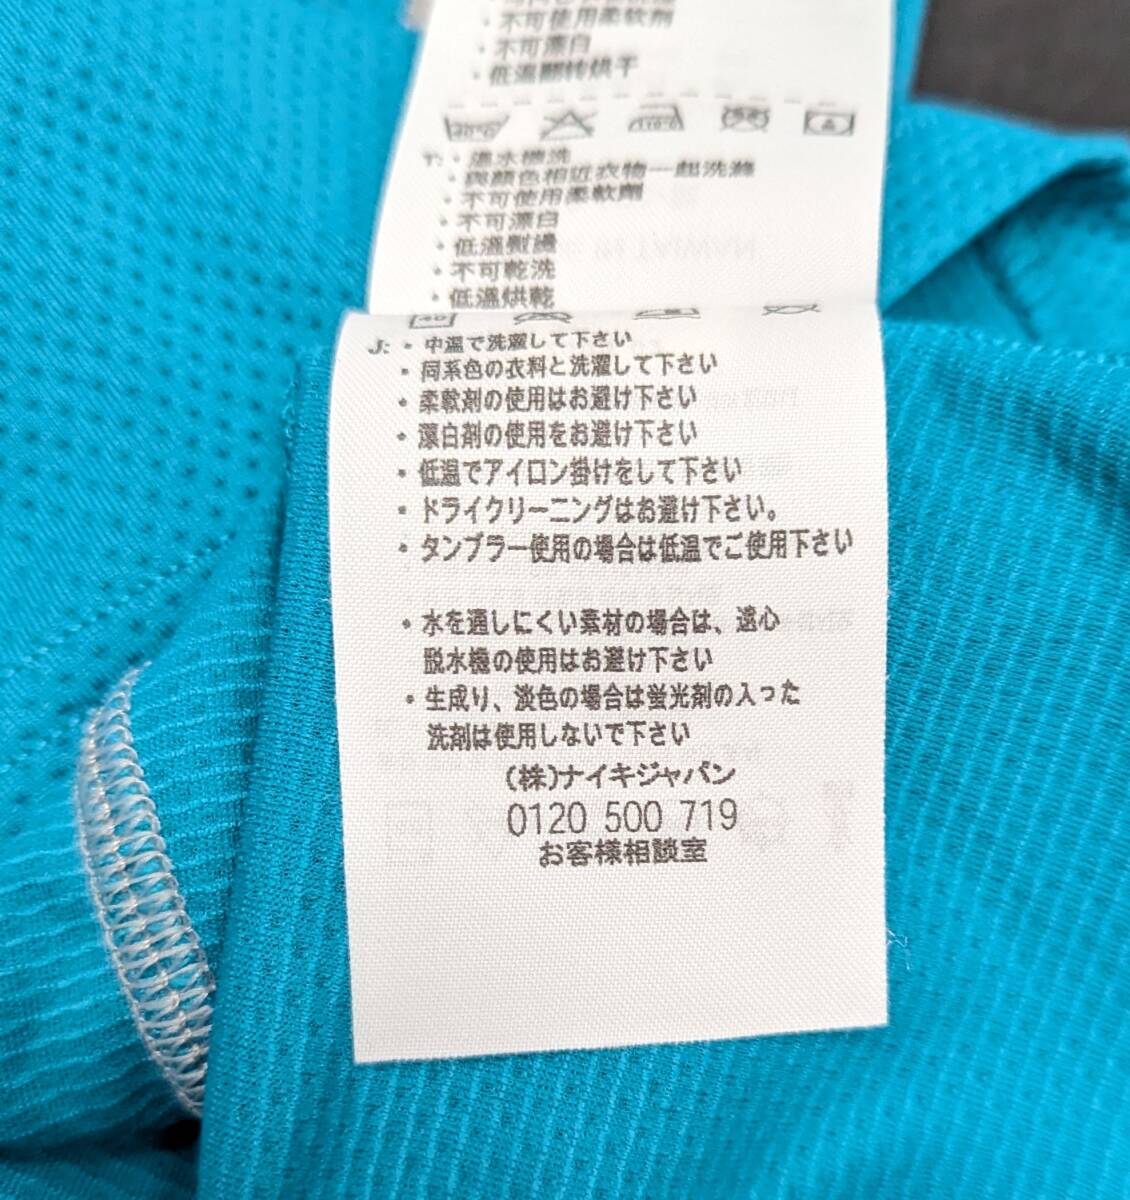 ・不可使用柔软剂
・不可漂白
・低温翻转烘干
T: ・溫水機洗
・與顏色相近衣物一起洗滌
・不可使用柔軟劑
・不可漂白
・低溫熨燙
・不可乾洗
・低溫烘乾
J: ・中温で洗濯して下さい
・同系色の衣料と洗濯して下さい
・柔軟剤の使用はお避け下さい
・漂白剤の使用をお避け下さい
・低温でアイロン掛けをして下さい
・ドライクリーニングはお避け下さい。
・タンブラー使用の場合は低温でご使用下さい
・水を通しにくい素材の場合は、遠心
脱水機の使用はお避け下さい
・生成り、淡色の場合は蛍光剤の入った
洗剤は使用しないで下さい
(株)ナイキジャパン
0120 500 719
お客様相談室